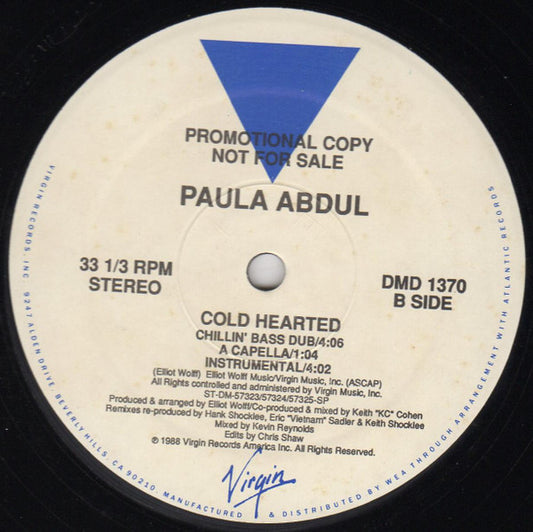 PROMOTIONAL COPY
NOT FOR SALE
PAULA ABDUL
33 1/3 RPM
STEREO
DMD 1370
B SIDE
COLD HEARTED
CHILLIN' BASS DUB/4:06
A CAPELLA/1:04
INSTRUMENTAL/4:02
(Elliot Wolff) Elliot Wolff Music/Virgin Music, Inc. (ASCAP)
All Rights controlled and administered by Virgin Music, Inc.
ST-DM-57323/57324/57325-SP
Produced & arranged by Elliot Wolff/Co-produced & mixed by Keith "KC" Cohen
Remixes re-produced by Hank Shocklee, Eric "Vietnam" Sadler & Keith Shocklee
Mixed by Kevin Reynolds
Edits by Chris Shaw
℗ 1988 Virgin Records America Inc. All Rights Reserved.
Virgin
VIRGIN RECORDS, INC. 9247 ALDEN DRIVE, BEVERLY HILLS, CA 90210. MANUFACTURED & DISTRIBUTED BY WEA THROUGH ARRANGEMENT WITH ATLANTIC RECORDS